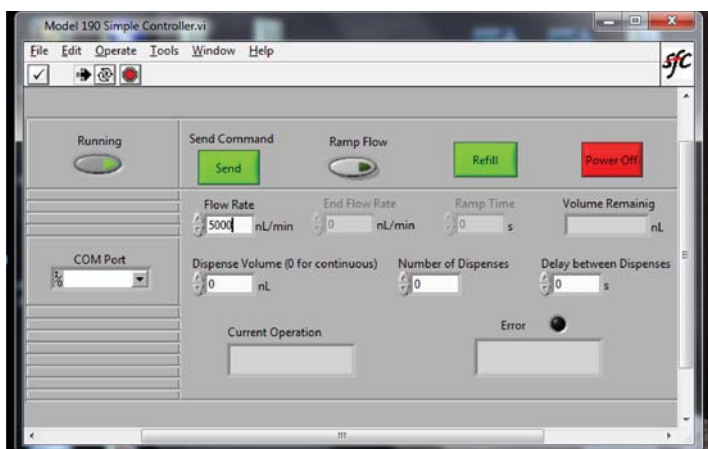 Model 190 Simple Controller.vi
File Edit Operate Tools Window Help
sfc
Running
Send Command
Ramp Flow
Send
Refill
Power Off
Flow Rate
End Flow Rate
Ramp Time
Volume Remainig
5000 nL/min
0 nL/min
0 s
nL
COM Port
Dispense Volume (0 for continuous)
Number of Dispenses
Delay between Dispenses
0 nL
0
0 s
Current Operation
Error